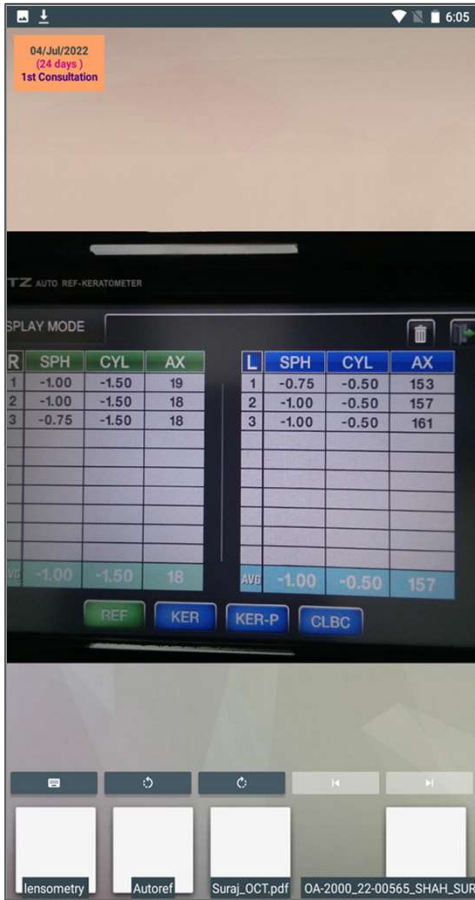 6:05
04/Jul/2022
(24 days )
1st Consultation
TZ AUTO REF-KERATOMETER
SPLAY MODE
R SPH CYL AX
1 -1.00 -1.50 19
2 -1.00 -1.50 18
3 -0.75 -1.50 18
-1.00 -1.50 18
L SPH CYL AX
1 -0.75 -0.50 153
2 -1.00 -0.50 157
3 -1.00 -0.50 161
AVG -1.00 -0.50 157
REF KER KER-P CLBC
lensometry
Autoref
Suraj_OCT.pdf
OA-2000_22-00565_SHAH_SUR